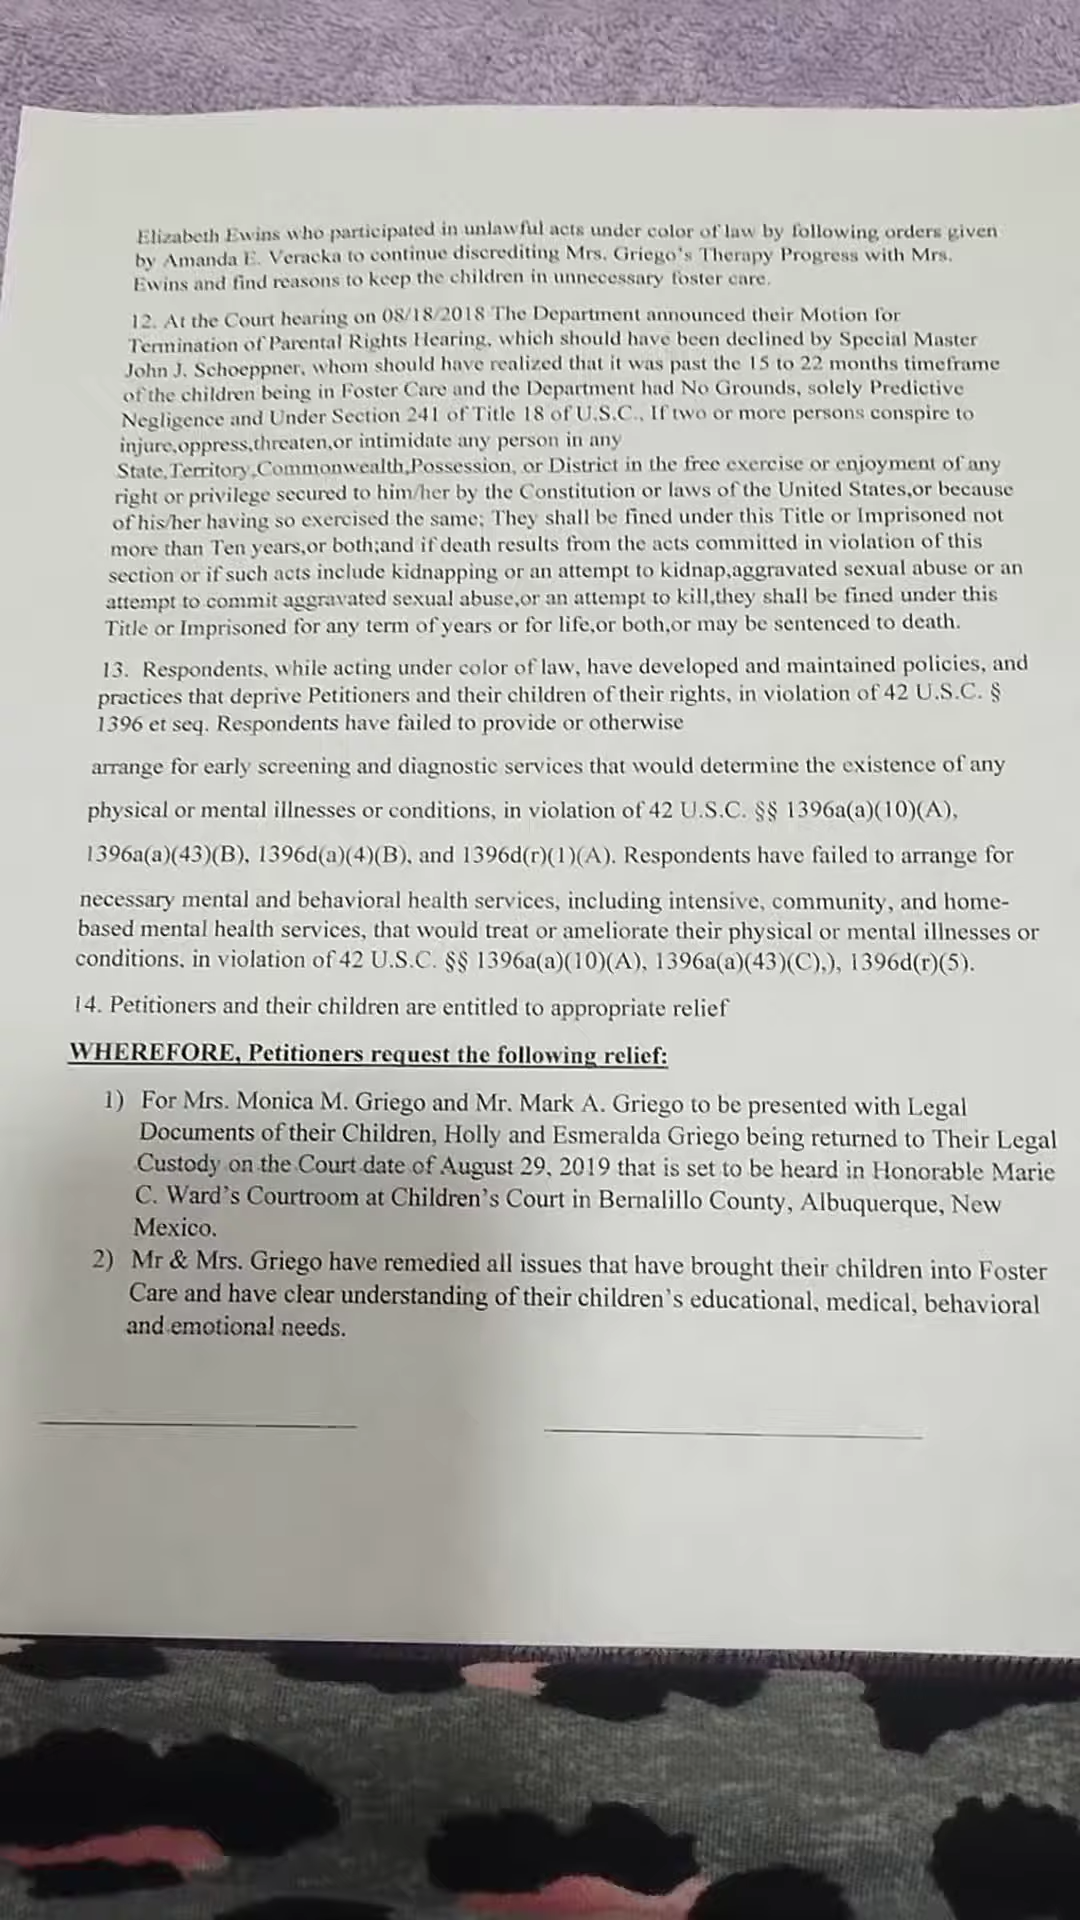 Elizabeth Ewins who participated in unlawful acts under color of law by following orders given
by Amanda E. Veracka to continue discrediting Mrs. Griego's Therapy Progress with Mrs.
Ewins and find reasons to keep the children in unnecessary foster care.
12. At the Court hearing on 08/18/2018 The Department announced their Motion for
Termination of Parental Rights Hearing, which should have been declined by Special Master
John J. Schoeppner, whom should have realized that it was past the 15 to 22 months timeframe
of the children being in Foster Care and the Department had No Grounds, solely Predictive
Negligence and Under Section 241 of Title 18 of U.S.C., If two or more persons conspire to
injure,oppress,threaten,or intimidate any person in any
State,Territory,Commonwealth,Possession, or District in the free exercise or enjoyment of any
right or privilege secured to him/her by the Constitution or laws of the United States,or because
of his/her having so exercised the same; They shall be fined under this Title or Imprisoned not
more than Ten years,or both;and if death results from the acts committed in violation of this
section or if such acts include kidnapping or an attempt to kidnap,aggravated sexual abuse or an
attempt to commit aggravated sexual abuse,or an attempt to kill,they shall be fined under this
Title or Imprisoned for any term of years or for life,or both,or may be sentenced to death.
13. Respondents, while acting under color of law, have developed and maintained policies, and
practices that deprive Petitioners and their children of their rights, in violation of 42 U.S.C. §
1396 et seq. Respondents have failed to provide or otherwise
arrange for early screening and diagnostic services that would determine the existence of any
physical or mental illnesses or conditions, in violation of 42 U.S.C. §§ 1396a(a)(10)(A),
1396a(a)(43)(B), 1396d(a)(4)(B), and 1396d(r)(1)(A). Respondents have failed to arrange for
necessary mental and behavioral health services, including intensive, community, and home-
based mental health services, that would treat or ameliorate their physical or mental illnesses or
conditions, in violation of 42 U.S.C. §§ 1396a(a)(10)(A), 1396a(a)(43)(C),), 1396d(r)(5).
14. Petitioners and their children are entitled to appropriate relief
WHEREFORE, Petitioners request the following relief:
1) For Mrs. Monica M. Griego and Mr. Mark A. Griego to be presented with Legal
Documents of their Children, Holly and Esmeralda Griego being returned to Their Legal
Custody on the Court date of August 29, 2019 that is set to be heard in Honorable Marie
C. Ward's Courtroom at Children's Court in Bernalillo County, Albuquerque, New
Mexico.
2) Mr & Mrs. Griego have remedied all issues that have brought their children into Foster
Care and have clear understanding of their children's educational, medical, behavioral
and emotional needs.